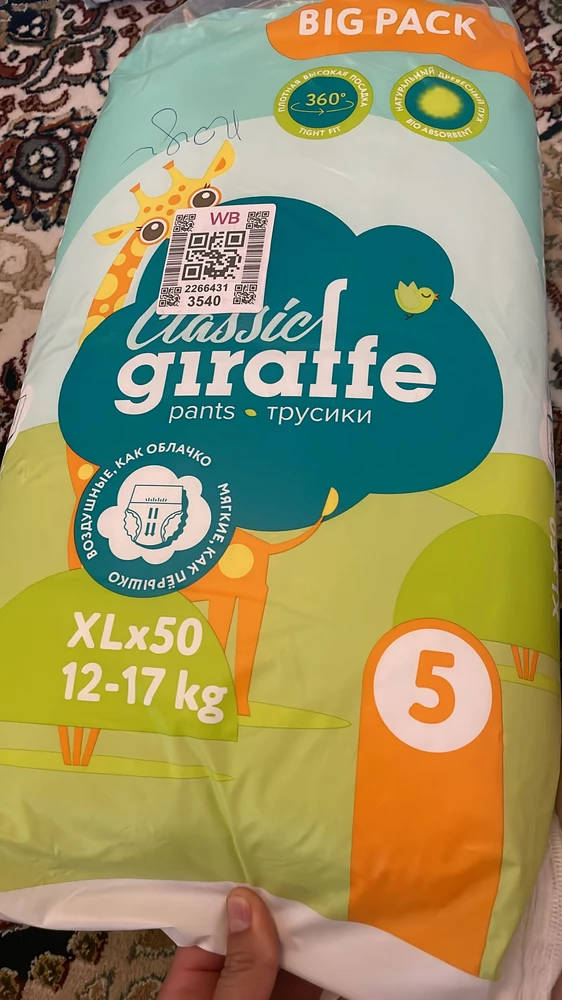 BIG PACK
ПЛОТНАЯ ВЫСОКАЯ ПОСАДКА
360°
TIGHT FIT
НАТУРАЛЬНЫЙ ДРЕВЕСНЫЙ ПУХ
BIO ABSORBENT
WB
2266431
3540
classic
giraffe
pants • трусики
ВОЗДУШНЫЕ, КАК ОБЛАЧКО
МЯГКИЕ, КАК ПЁРЫШКО
XLx50
12-17 kg
5